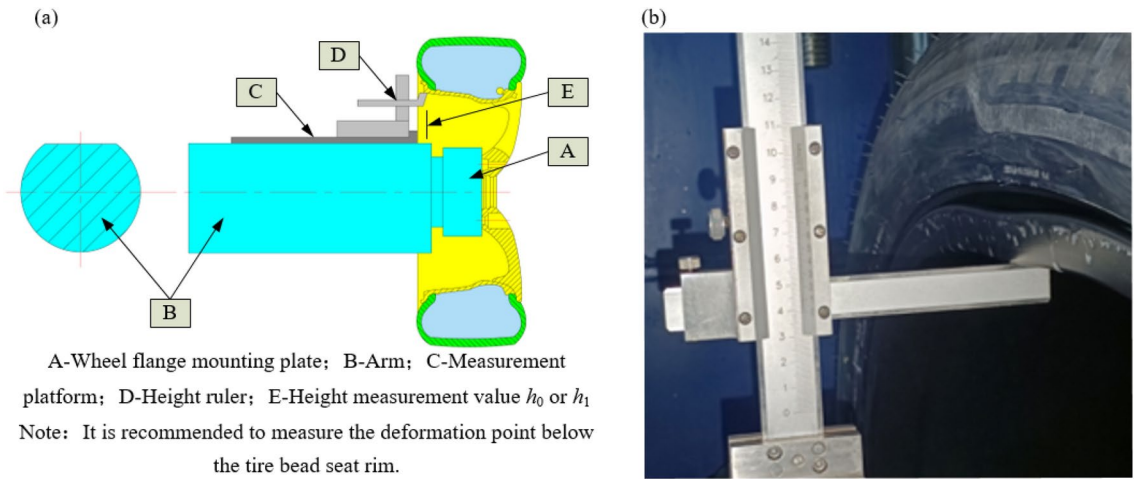 (a)
(b)
D
C
E
A
B
A-Wheel flange mounting plate；B-Arm；C-Measurement
platform；D-Height ruler；E-Height measurement value h0 or h1
Note：It is recommended to measure the deformation point below
the tire bead seat rim.
14
13
12
11
10
9
8
7
6
5
4
3
2
1
0